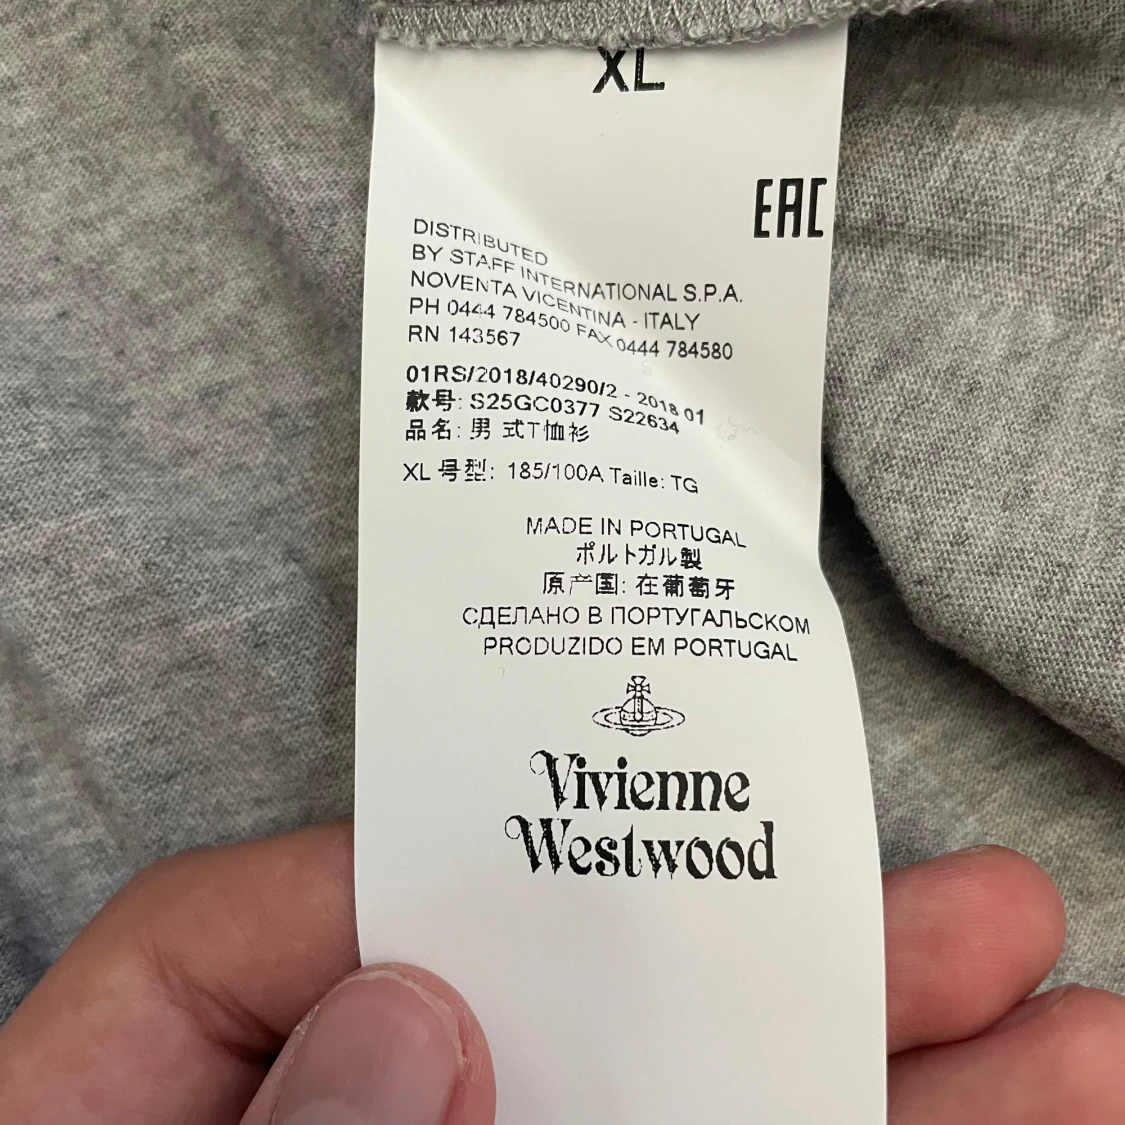 XL
EAC
DISTRIBUTED
BY STAFF INTERNATIONAL S.P.A.
NOVENTA VICENTINA - ITALY
PH 0444 784500 FAX 0444 784580
RN 143567
01RS/2018/40290/2 - 2018 01
款号: S25GC0377 S22634
品名: 男 式T恤衫
XL 号型: 185/100A Taille: TG
MADE IN PORTUGAL
ポルトガル製
原产国: 在葡萄牙
СДЕЛАНО В ПОРТУГАЛЬСКОМ
PRODUZIDO EM PORTUGAL
Vivienne
Westwood